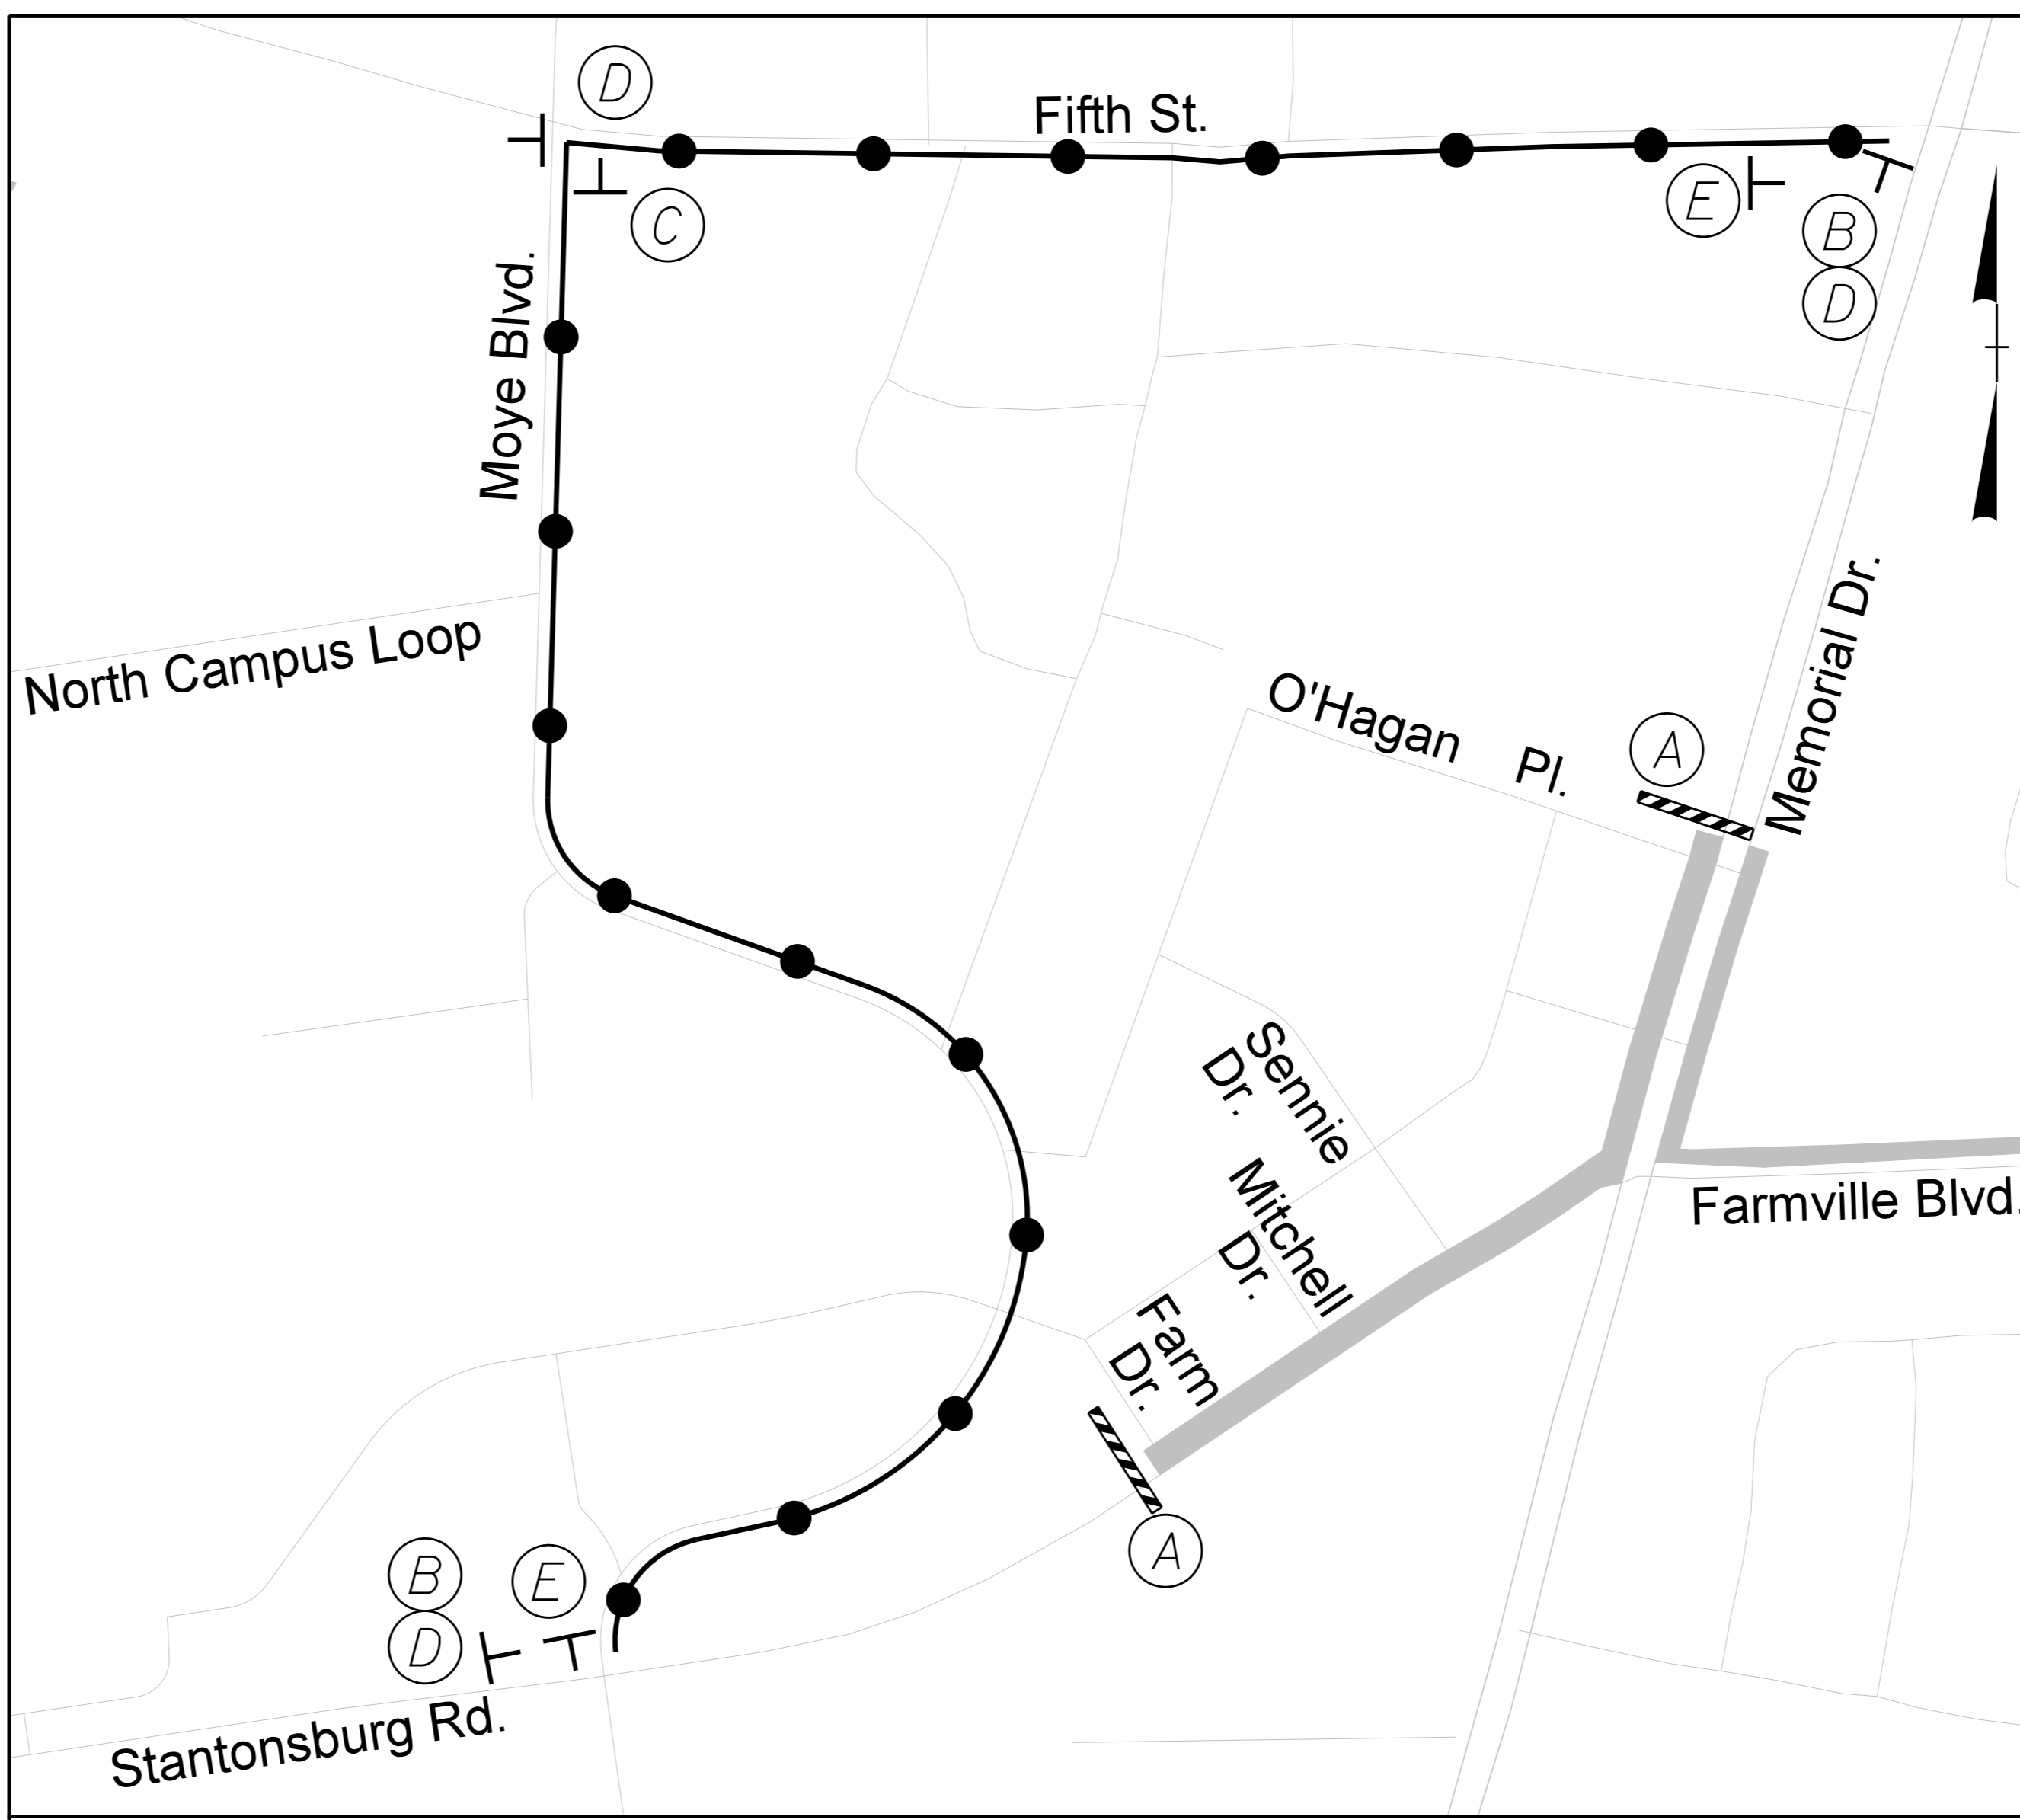 D
Fifth St.
E
B
C
D
Moye Blvd.
North Campus Loop
O'Hagan Pl.
A
Memorial Dr.
Sennie
Dr.
Mitchell
Dr.
Farmville Blvd.
Farm
Dr.
A
B
E
D
Stantonsburg Rd.